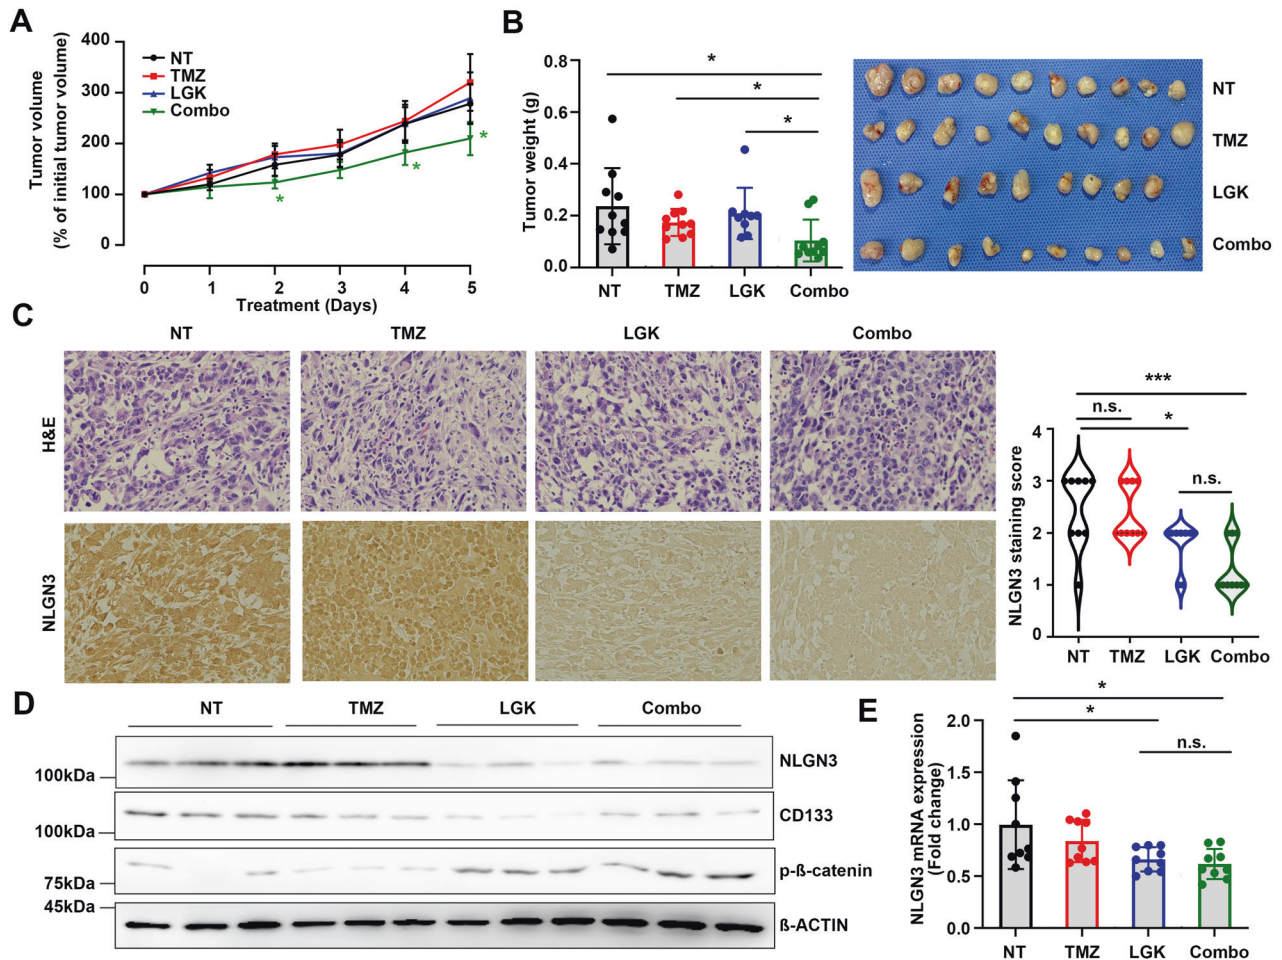 A
Tumor volume
(% of initial tumor volume)
400
300
200
100
0
NT
TMZ
LGK
Combo
*
*
*
0
1
2
3
4
5
Treatment (Days)
B
Tumor weight (g)
0.8
0.6
0.4
0.2
0.0
*
*
*
NT
TMZ
LGK
Combo
NT
TMZ
LGK
Combo
C
NT
TMZ
LGK
Combo
H&E
NLGN3
NLGN3 staining score
4
3
2
1
0
***
n.s.
*
n.s.
NT
TMZ
LGK
Combo
D
NT
TMZ
LGK
Combo
100kDa
NLGN3
100kDa
CD133
75kDa
p-ß-catenin
45kDa
ß-ACTIN
E
NLGN3 mRNA expression
(Fold change)
2.0
1.5
1.0
0.5
0.0
*
*
n.s.
NT
TMZ
LGK
Combo